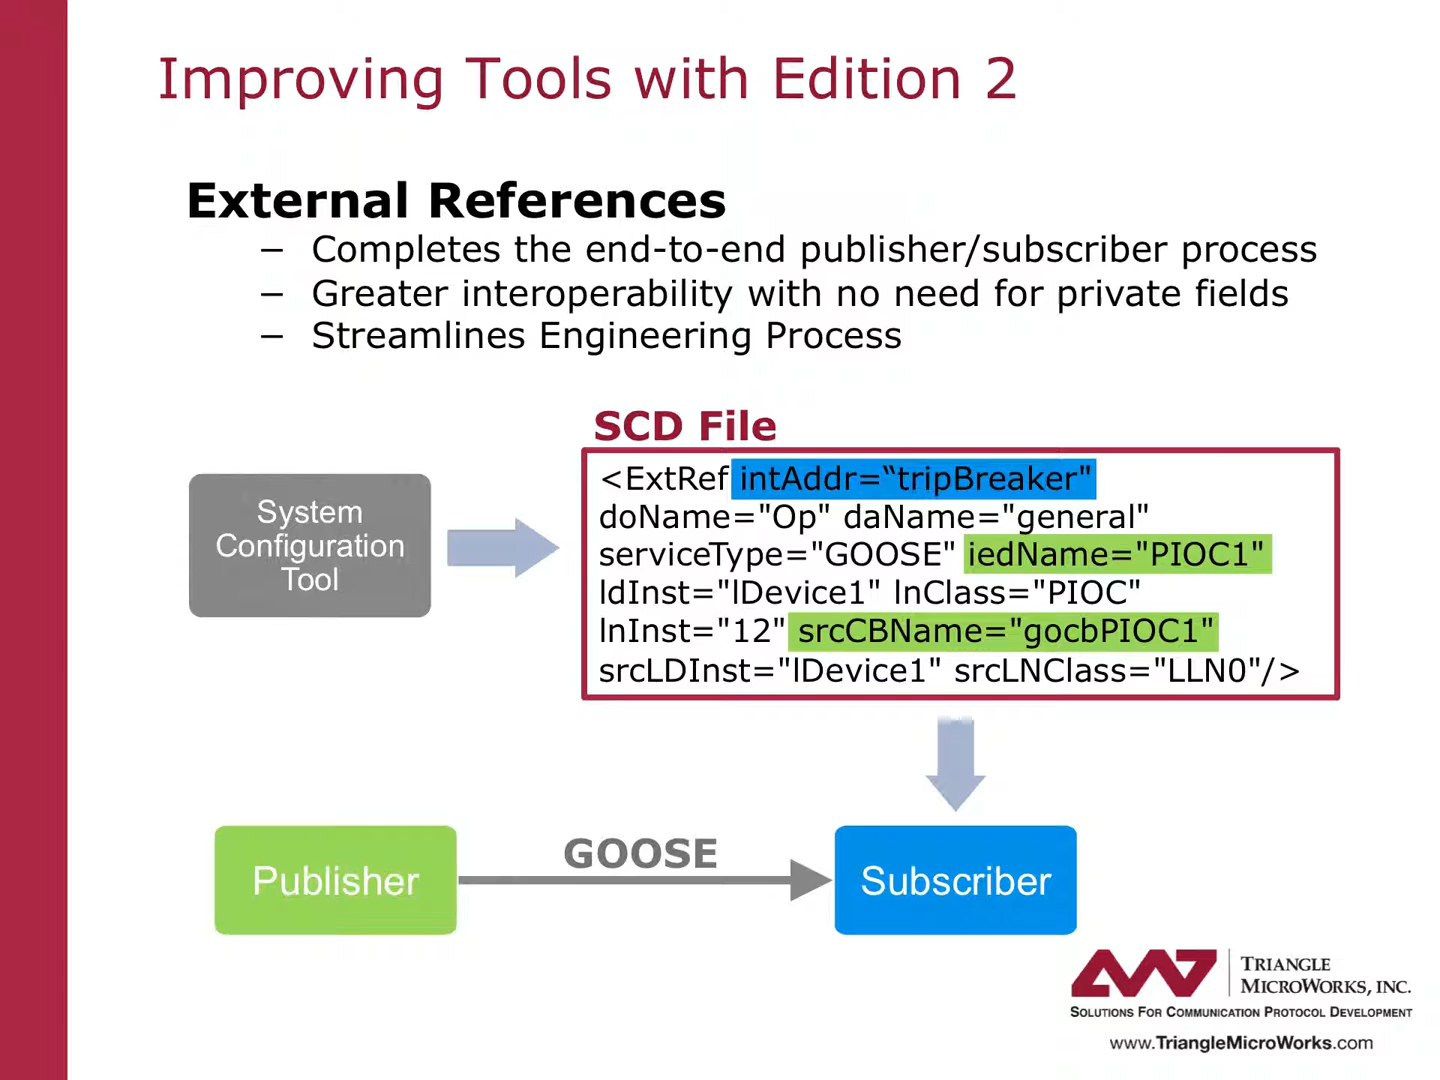 Improving Tools with Edition 2
External References
– Completes the end-to-end publisher/subscriber process
– Greater interoperability with no need for private fields
– Streamlines Engineering Process
SCD File
System
Configuration
Tool
<ExtRef intAddr=“tripBreaker"
doName="Op" daName="general"
serviceType="GOOSE" iedName="PIOC1"
ldInst="lDevice1" lnClass="PIOC"
lnInst="12" srcCBName="gocbPIOC1"
srcLDInst="lDevice1" srcLNClass="LLN0"/>
Publisher
GOOSE
Subscriber
TRIANGLE
MICROWORKS, INC.
SOLUTIONS FOR COMMUNICATION PROTOCOL DEVELOPMENT
www.TriangleMicroWorks.com